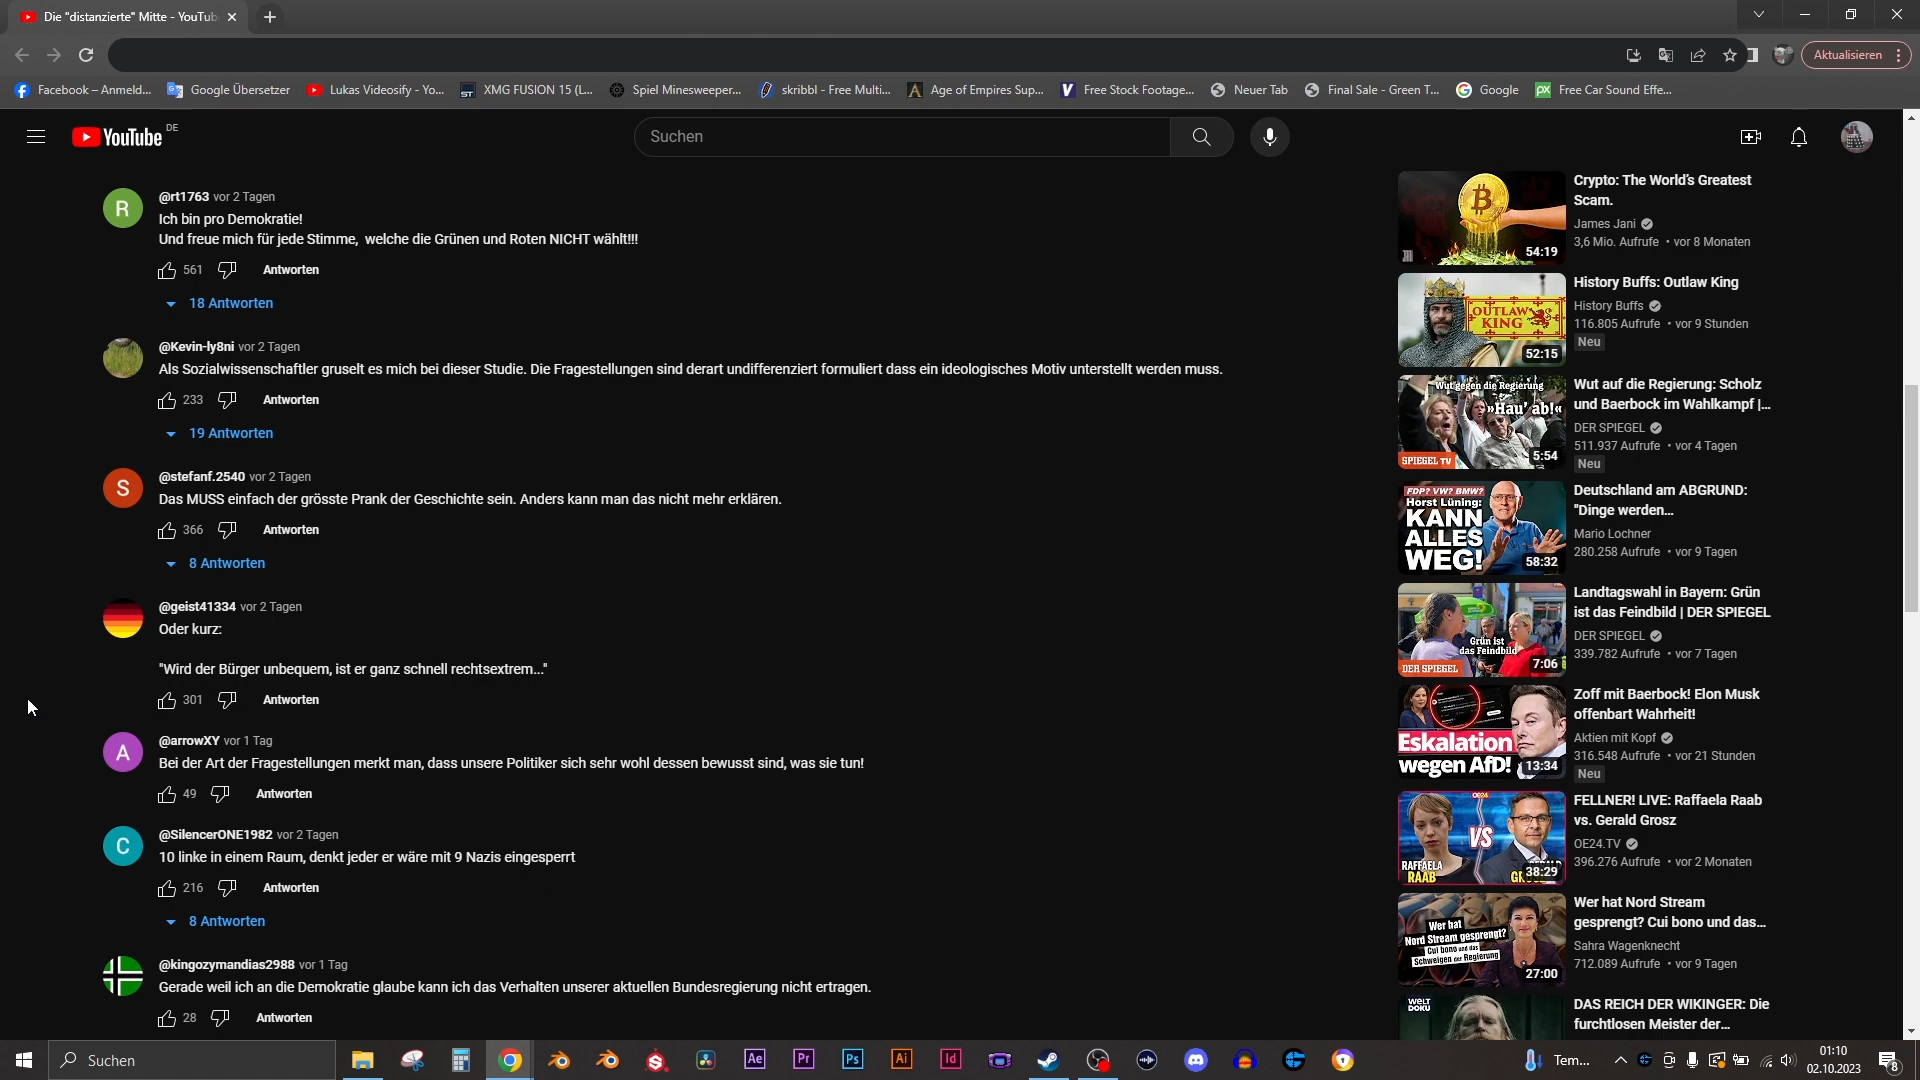 Die "distanzierte" Mitte - YouTub
Aktualisieren
Facebook – Anmeld...
Google Übersetzer
Lukas Videosify - Yo...
XMG FUSION 15 (L...
Spiel Minesweeper...
skribbl - Free Multi...
Age of Empires Sup...
Free Stock Footage...
Neuer Tab
Final Sale - Green T...
Google
Free Car Sound Effe...
YouTube DE
Suchen
@rt1763 vor 2 Tagen
Ich bin pro Demokratie!
Und freue mich für jede Stimme, welche die Grünen und Roten NICHT wählt!!!
561 Antworten
18 Antworten
@Kevin-ly8ni vor 2 Tagen
Als Sozialwissenschaftler gruselt es mich bei dieser Studie. Die Fragestellungen sind derart undifferenziert formuliert dass ein ideologisches Motiv unterstellt werden muss.
233 Antworten
19 Antworten
@stefanf.2540 vor 2 Tagen
Das MUSS einfach der grösste Prank der Geschichte sein. Anders kann man das nicht mehr erklären.
366 Antworten
8 Antworten
@geist41334 vor 2 Tagen
Oder kurz:
"Wird der Bürger unbequem, ist er ganz schnell rechtsextrem..."
301 Antworten
@arrowXY vor 1 Tag
Bei der Art der Fragestellungen merkt man, dass unsere Politiker sich sehr wohl dessen bewusst sind, was sie tun!
49 Antworten
@SilencerONE1982 vor 2 Tagen
10 linke in einem Raum, denkt jeder er wäre mit 9 Nazis eingesperrt
216 Antworten
8 Antworten
@kingozymandias2988 vor 1 Tag
Gerade weil ich an die Demokratie glaube kann ich das Verhalten unserer aktuellen Bundesregierung nicht ertragen.
28 Antworten
R
S
A
C
54:19
Crypto: The World's Greatest
Scam.
James Jani
3,6 Mio. Aufrufe • vor 8 Monaten
OUTLAW
KING
52:15
History Buffs: Outlaw King
History Buffs
116.805 Aufrufe • vor 9 Stunden
Neu
Wut gegen die Regierung
»Hau' ab!«
SPIEGEL TV
5:54
Wut auf die Regierung: Scholz
und Baerbock im Wahlkampf |...
DER SPIEGEL
511.937 Aufrufe • vor 4 Tagen
Neu
FDP? VW? BMW?
Horst Lüning:
KANN
ALLES
WEG!
58:32
Deutschland am ABGRUND:
"Dinge werden...
Mario Lochner
280.258 Aufrufe • vor 9 Tagen
Grün ist
das Feindbild
DER SPIEGEL
7:06
Landtagswahl in Bayern: Grün
ist das Feindbild | DER SPIEGEL
DER SPIEGEL
339.782 Aufrufe • vor 7 Tagen
Eskalation
wegen AfD!
13:34
Zoff mit Baerbock! Elon Musk
offenbart Wahrheit!
Aktien mit Kopf
316.548 Aufrufe • vor 21 Stunden
Neu
OE24
VS
RAFFAELA
RAAB
38:29
FELLNER! LIVE: Raffaela Raab
vs. Gerald Grosz
OE24.TV
396.276 Aufrufe • vor 2 Monaten
Wer hat
Nord Stream gesprengt?
Cui bono und das
Schweigen der Regierung
27:00
Wer hat Nord Stream
gesprengt? Cui bono und das...
Sahra Wagenknecht
712.089 Aufrufe • vor 9 Tagen
WELT
DOKU
DAS REICH DER WIKINGER: Die
furchtlosen Meister der...
Suchen
Ae
Pr
Ps
Ai
Id
Tem...
01:10
02.10.2023
8